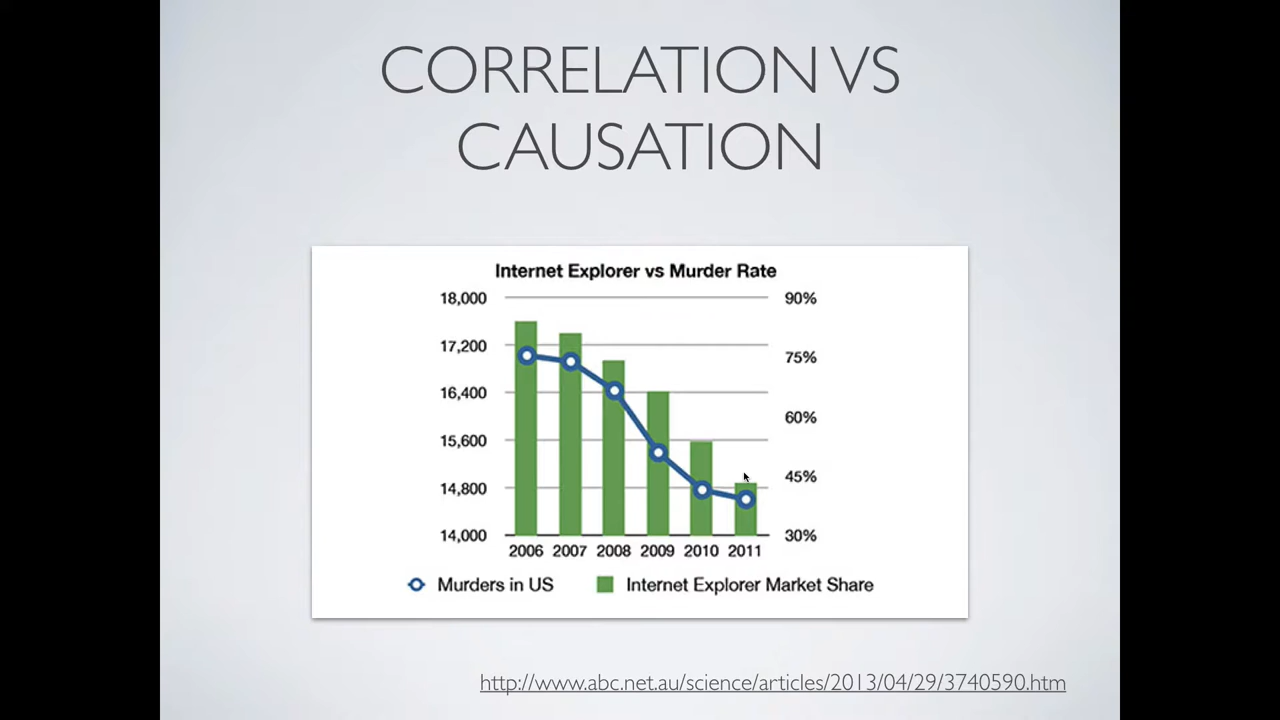 CORRELATION VS
CAUSATION
Internet Explorer vs Murder Rate
18,000 90%
17,200 75%
16,400 60%
15,600 45%
14,800 30%
14,000
2006 2007 2008 2009 2010 2011
Murders in US Internet Explorer Market Share
http://www.abc.net.au/science/articles/2013/04/29/3740590.htm